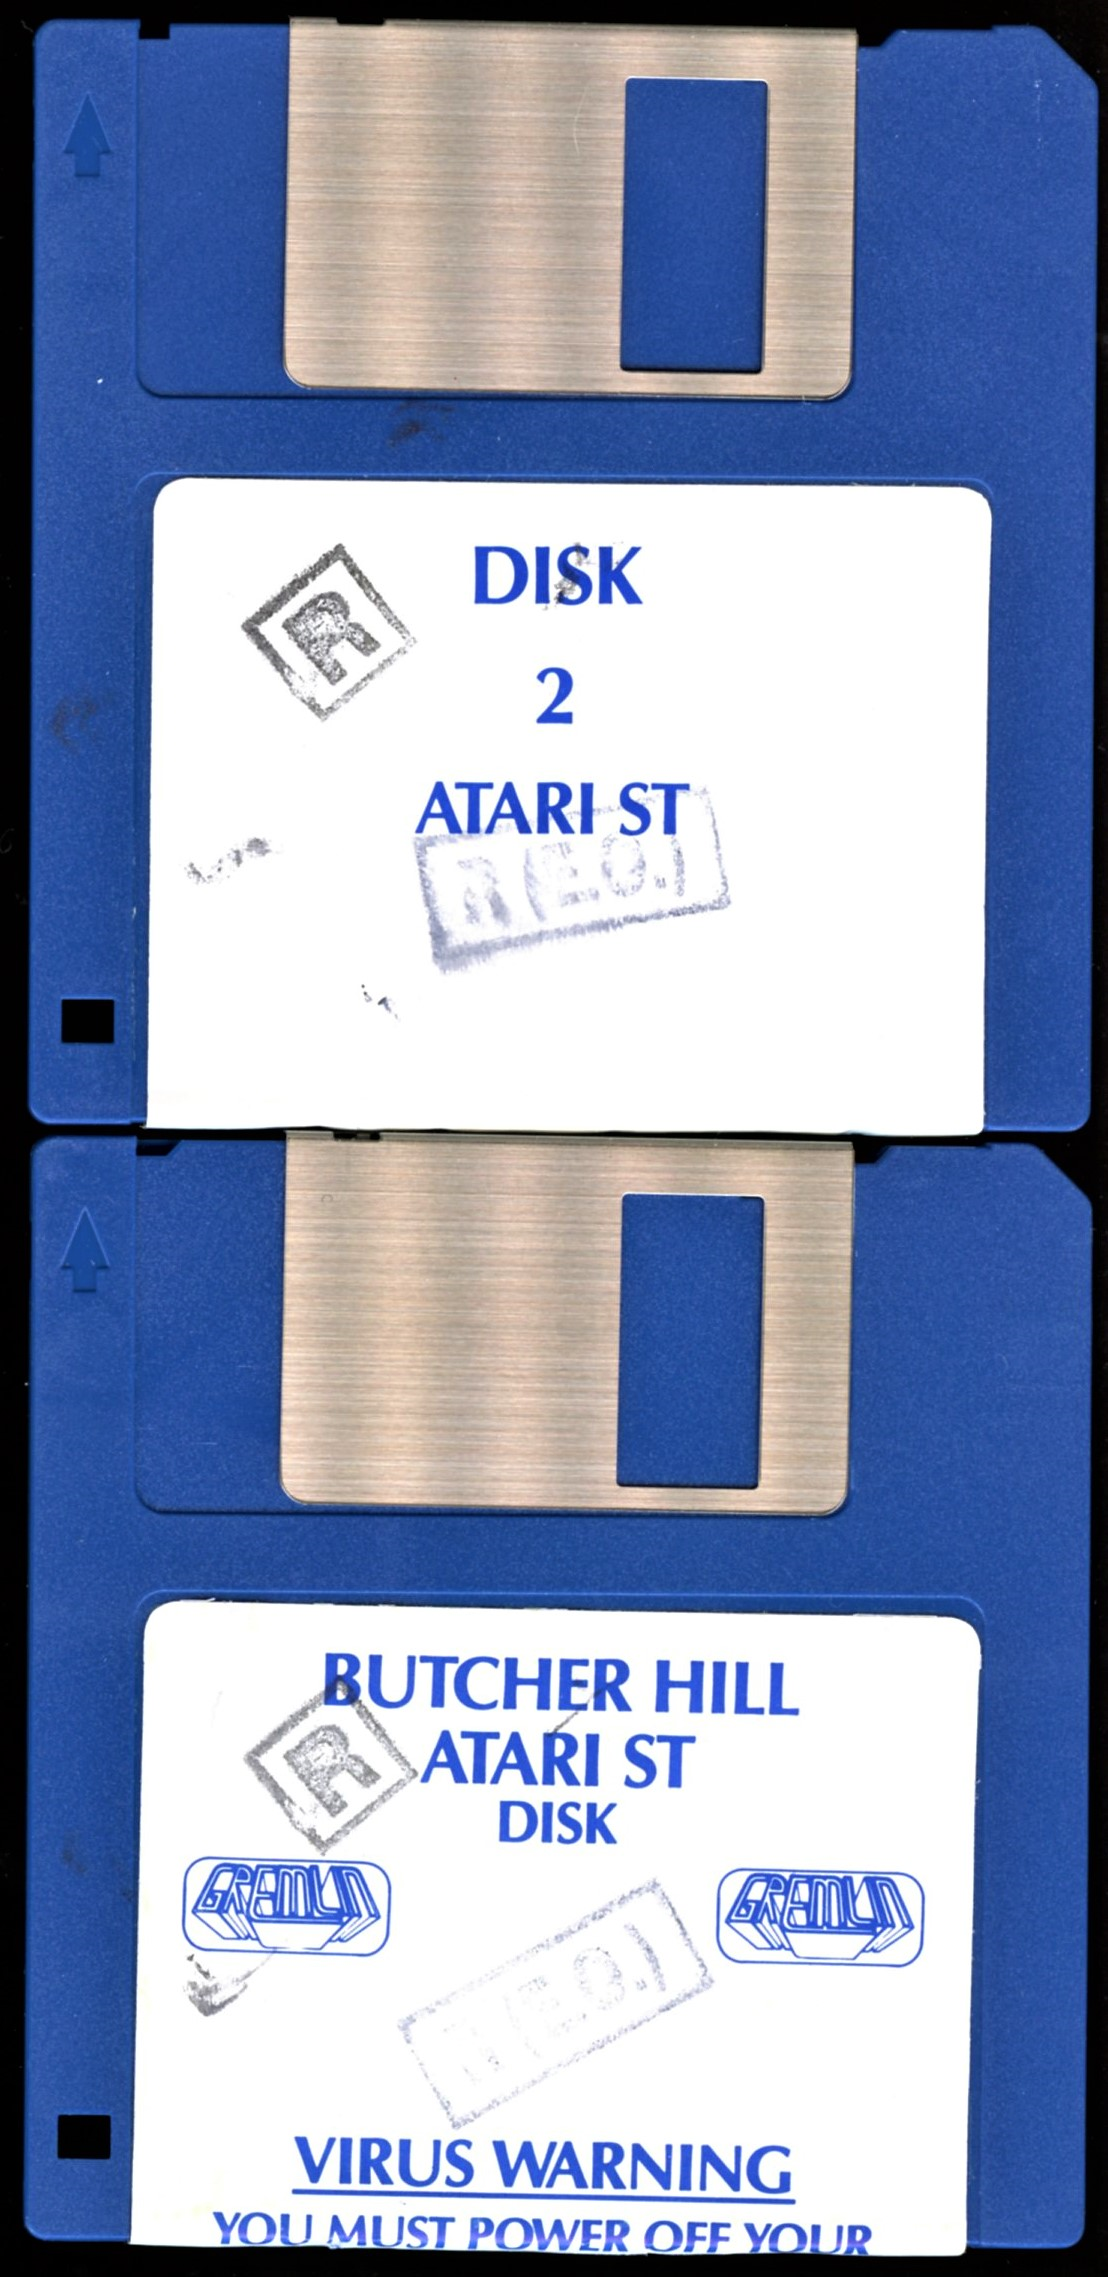 DISK
R
2
ATARI ST
R (E.O.)
BUTCHER HILL
R
ATARI ST
DISK
GREMLIN GREMLIN
R (E.O.)
VIRUS WARNING
YOU MUST POWER OFF YOUR